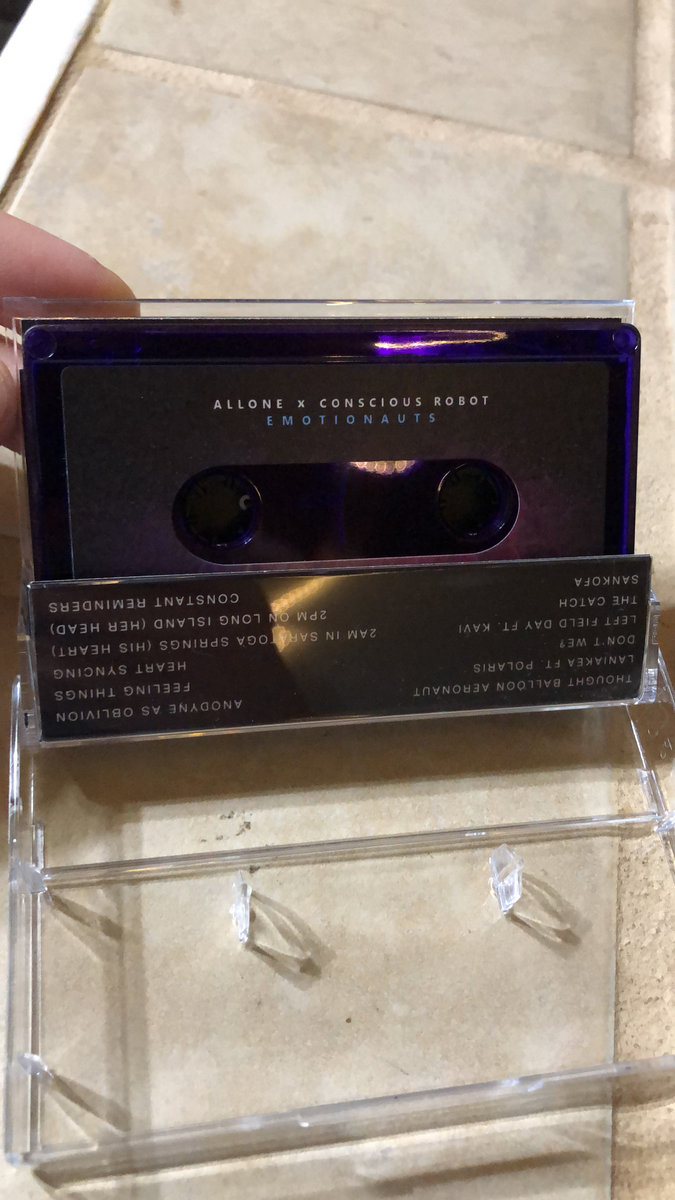 ALLONE X CONSCIOUS ROBOT
EMOTIONAUTS
THOUGHT BALLOON AERONAUT
LANIAKEA FT. POLARIS
DON'T WE?
LEFT FIELD DAY FT. KAVI
THE CATCH
SANKOFA
ANODYNE AS OBLIVION
FEELING THINGS
HEART SYNCING
2AM IN SARATOGA SPRINGS (HIS HEART)
2PM ON LONG ISLAND (HER HEAD)
CONSTANT REMINDERS